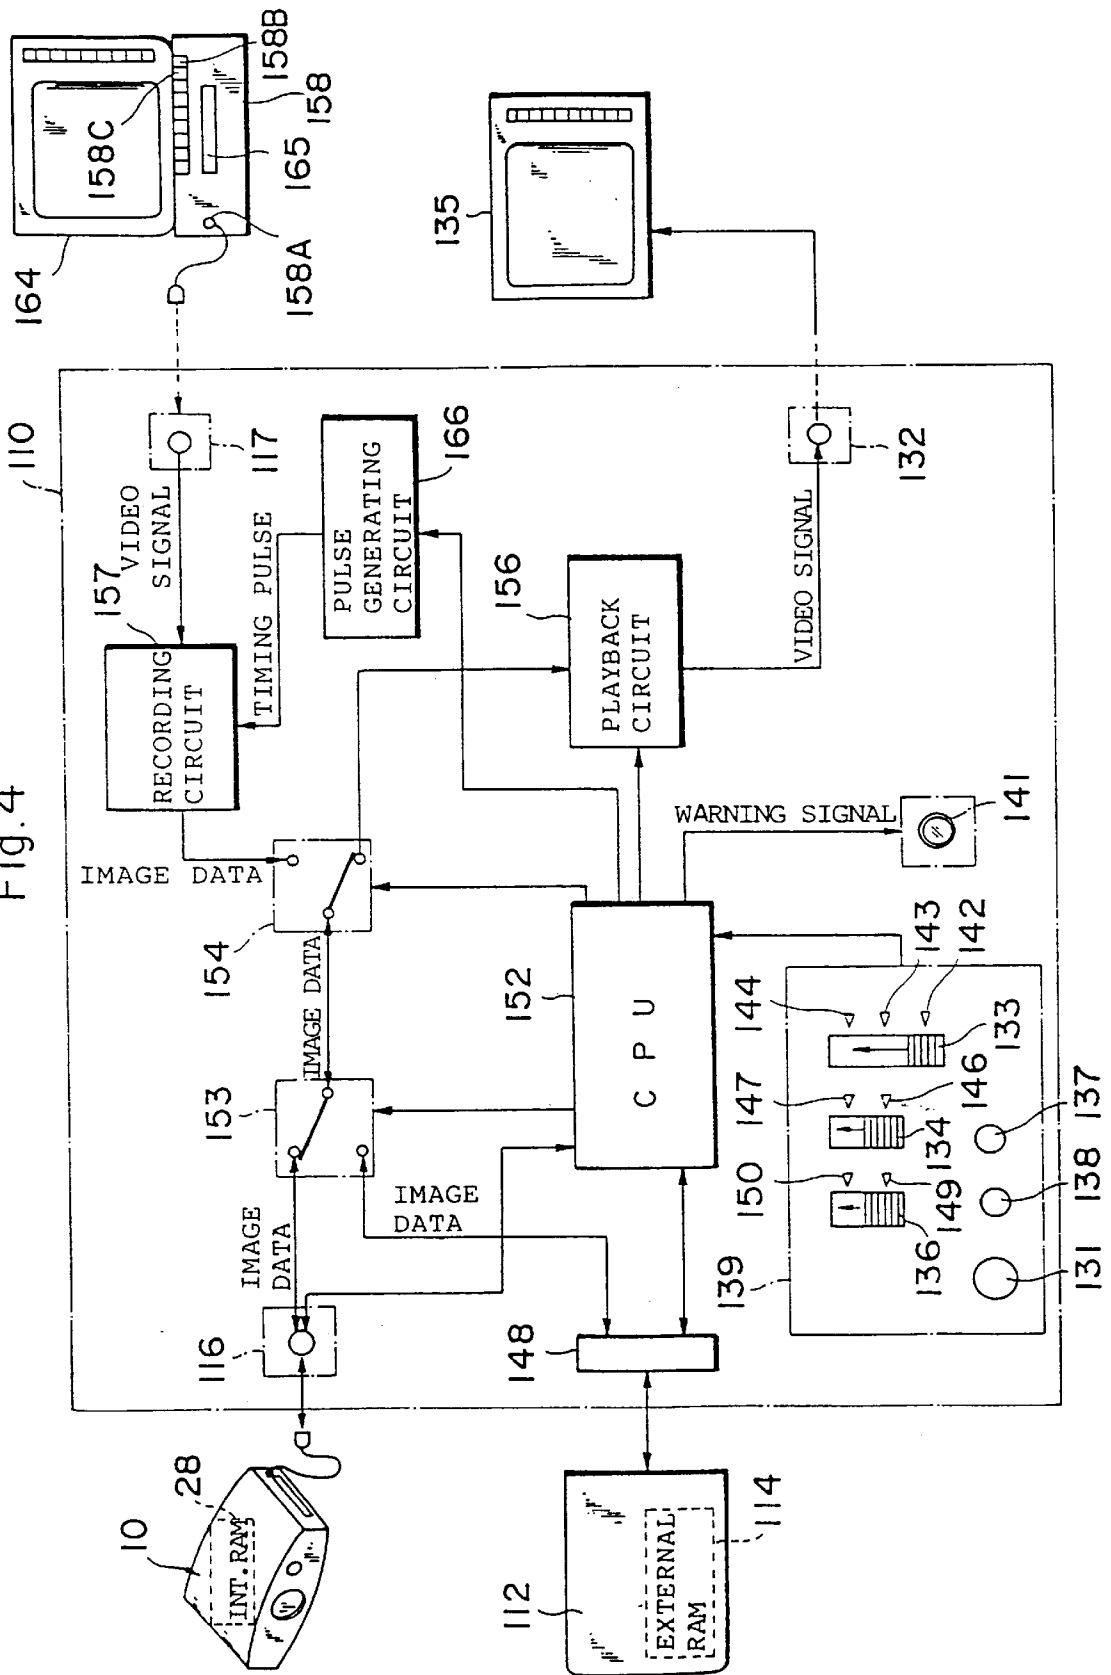 Fig. 4
10
28
INT. RAM
112
EXTERNAL
RAM
114
110
116
IMAGE
DATA
153
IMAGE DATA
154
IMAGE DATA
157
RECORDING
CIRCUIT
VIDEO
SIGNAL
117
164
158C
158B
158
165
158A
TIMING PULSE
PULSE
GENERATING
CIRCUIT
166
148
IMAGE
DATA
152
CPU
156
PLAYBACK
CIRCUIT
135
VIDEO SIGNAL
132
WARNING SIGNAL
141
139
150
147
144
143
142
136
149
134
146
133
131
138
137